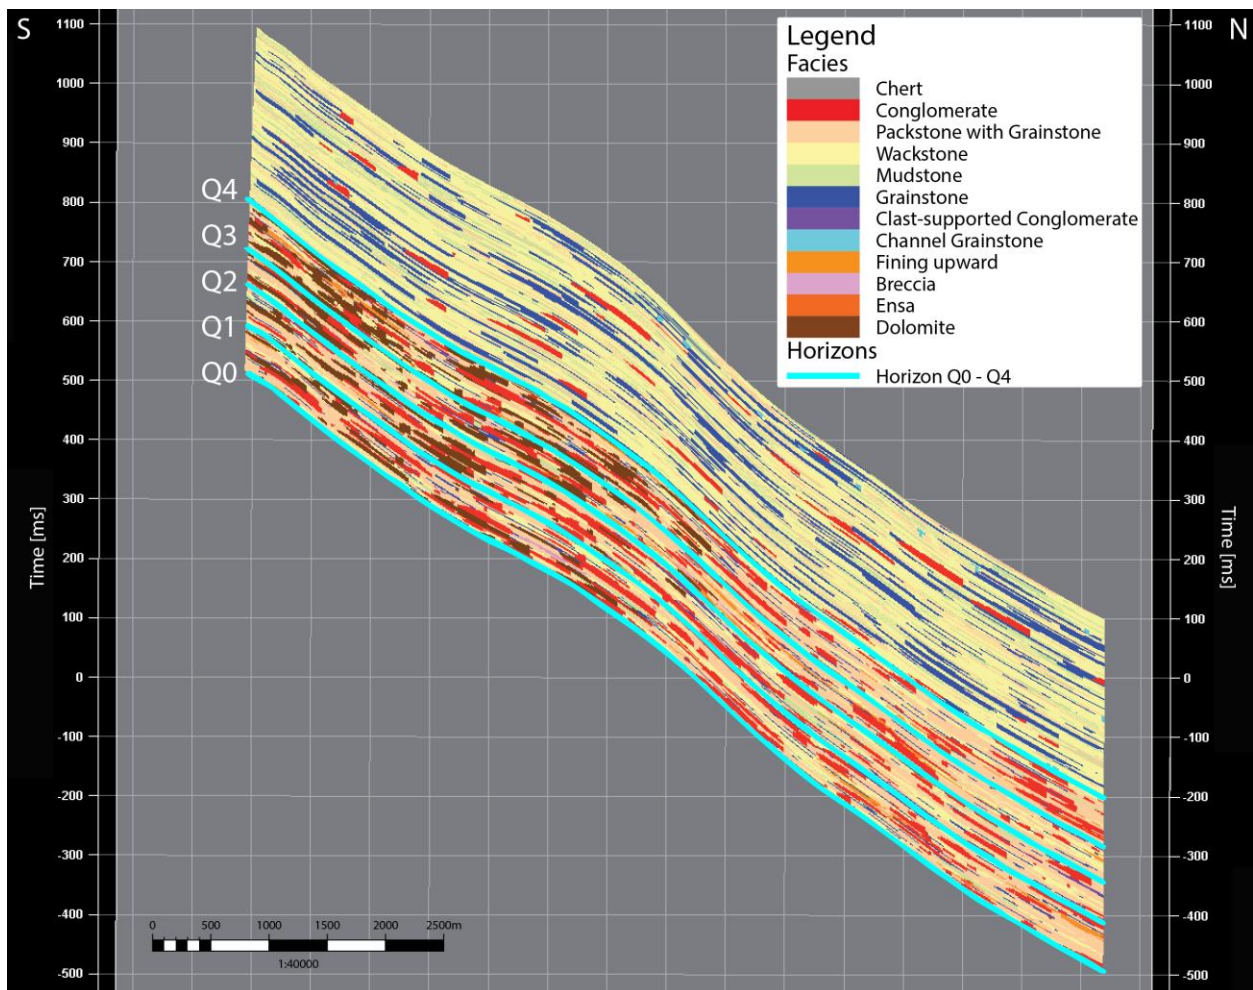 S
N
1100
1000
900
800
700
600
500
400
300
200
100
0
-100
-200
-300
-400
-500
Time [ms]
Q4
Q3
Q2
Q1
Q0
Legend
Facies
Chert
Conglomerate
Packstone with Grainstone
Wackstone
Mudstone
Grainstone
Clast-supported Conglomerate
Channel Grainstone
Fining upward
Breccia
Ensa
Dolomite
Horizons
Horizon Q0 - Q4
1100
1000
900
800
700
600
500
400
300
200
100
0
-100
-200
-300
-400
-500
Time [ms]
0 500 1000 1500 2000 2500m
1:40000